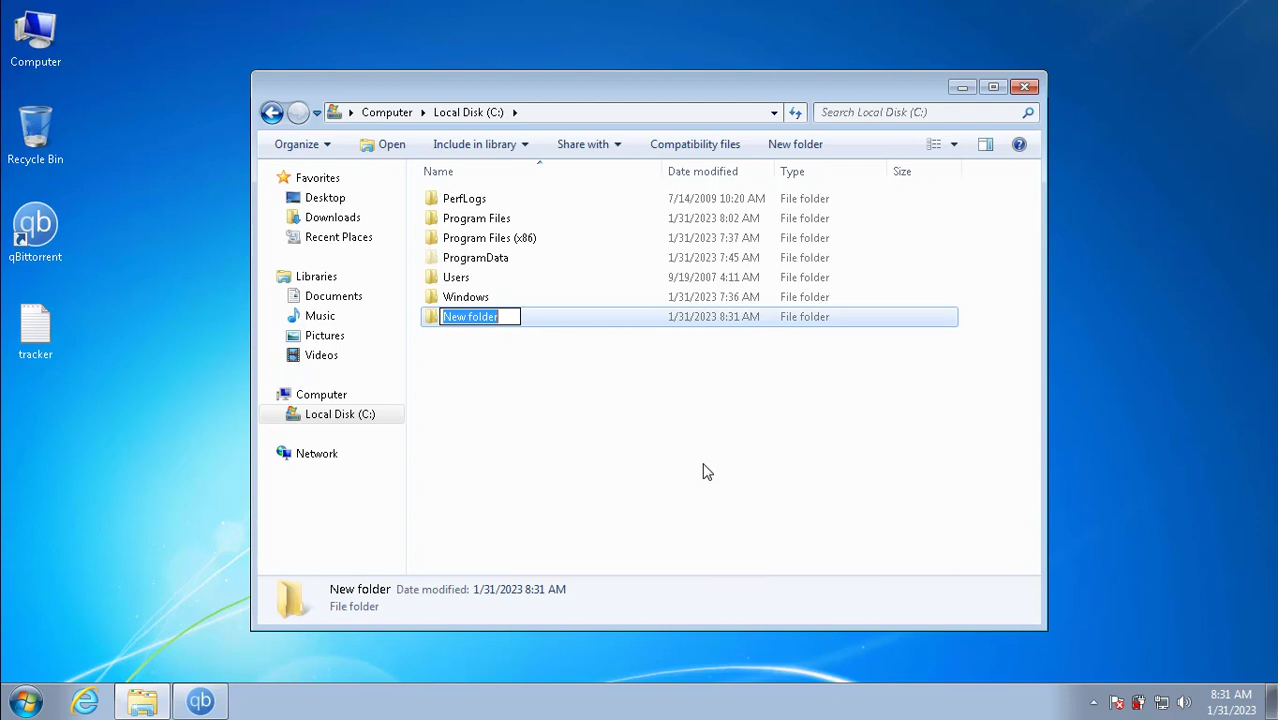 Computer
Recycle Bin
qb
qBittorrent
tracker
Computer
Local Disk (C:)
Search Local Disk (C:)
Organize
Open
Include in library
Share with
Compatibility files
New folder
Favorites
Desktop
Downloads
Recent Places
Libraries
Documents
Music
Pictures
Videos
Computer
Local Disk (C:)
Network
Name Date modified Type Size
PerfLogs 7/14/2009 10:20 AM File folder
Program Files 1/31/2023 8:02 AM File folder
Program Files (x86) 1/31/2023 7:37 AM File folder
ProgramData 1/31/2023 7:45 AM File folder
Users 9/19/2007 4:11 AM File folder
Windows 1/31/2023 7:36 AM File folder
New folder 1/31/2023 8:31 AM File folder
New folder Date modified: 1/31/2023 8:31 AM
File folder
qb
8:31 AM
1/31/2023